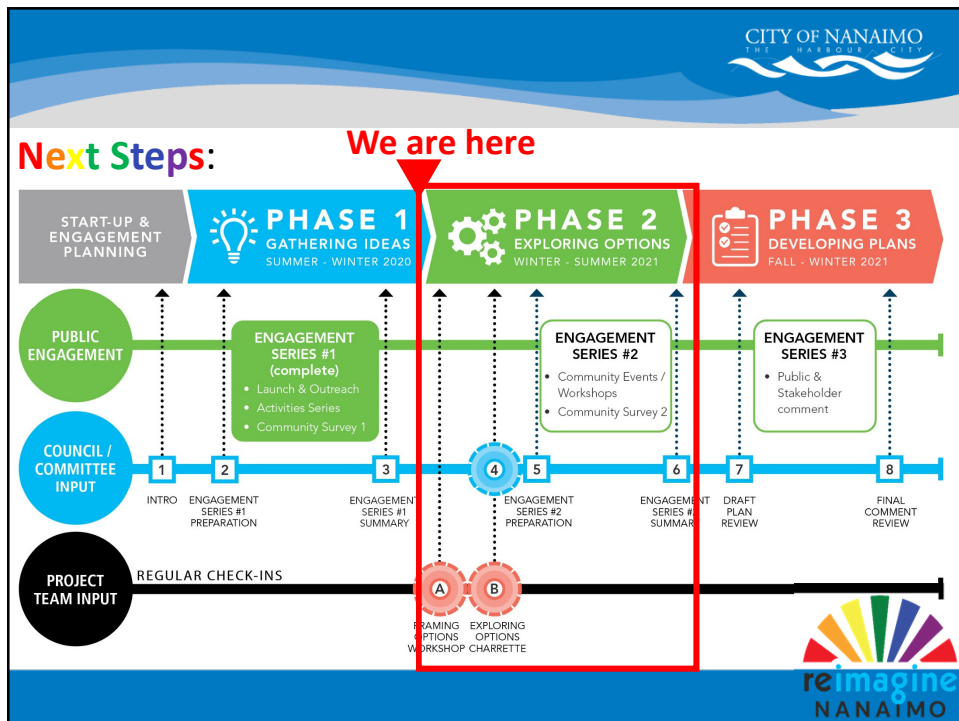 CITY OF NANAIMO
THE HARBOUR CITY
Next Steps:
We are here
START-UP &
ENGAGEMENT
PLANNING
PHASE 1
GATHERING IDEAS
SUMMER - WINTER 2020
PHASE 2
EXPLORING OPTIONS
WINTER - SUMMER 2021
PHASE 3
DEVELOPING PLANS
FALL - WINTER 2021
PUBLIC
ENGAGEMENT
ENGAGEMENT
SERIES #1
(complete)
• Launch & Outreach
• Activities Series
• Community Survey 1
ENGAGEMENT
SERIES #2
• Community Events /
Workshops
• Community Survey 2
ENGAGEMENT
SERIES #3
• Public &
Stakeholder
comment
COUNCIL /
COMMITTEE
INPUT
1
INTRO
2
ENGAGEMENT
SERIES #1
PREPARATION
3
ENGAGEMENT
SERIES #1
SUMMARY
4
5
ENGAGEMENT
SERIES #2
PREPARATION
6
ENGAGEMENT
SERIES #2
SUMMARY
7
DRAFT
PLAN
REVIEW
8
FINAL
COMMENT
REVIEW
PROJECT
TEAM INPUT
REGULAR CHECK-INS
A
FRAMING
OPTIONS
WORKSHOP
B
EXPLORING
OPTIONS
CHARRETTE
reimagine
NANAIMO